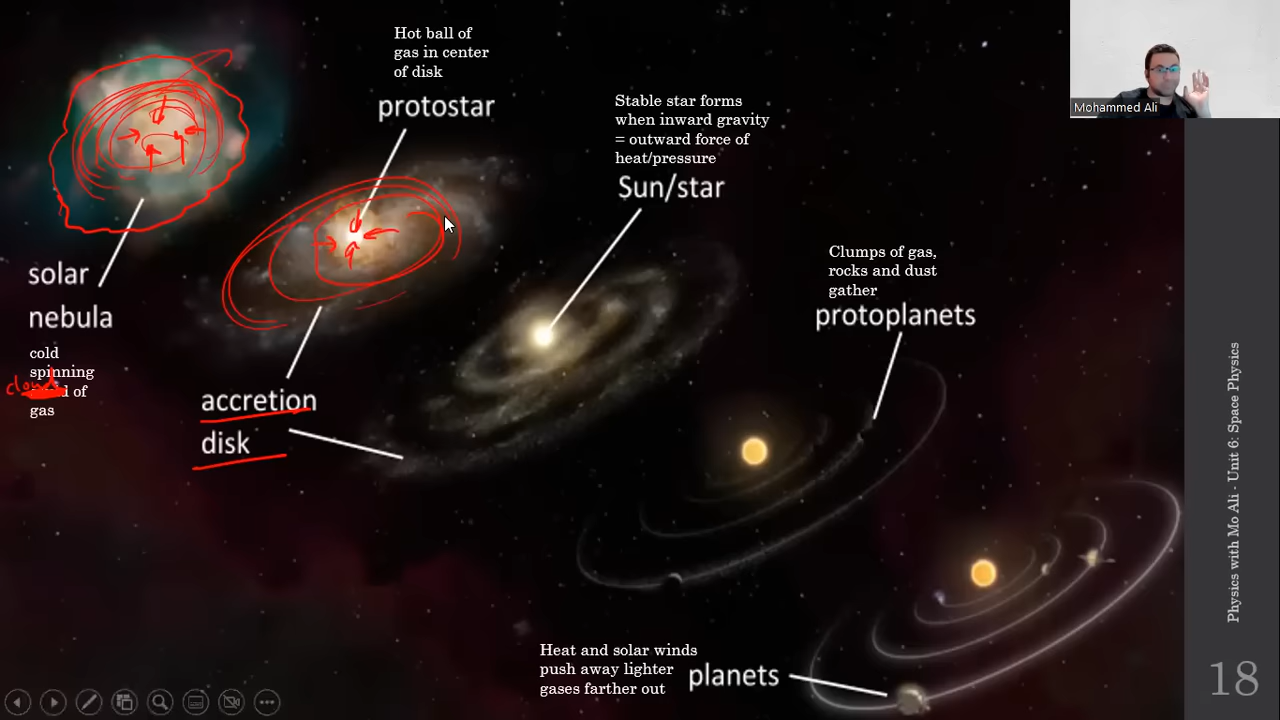 Hot ball of
gas in center
of disk
protostar
Stable star forms
when inward gravity
= outward force of
heat/pressure
Sun/star
Mohammed Ali
Clumps of gas,
rocks and dust
gather
protoplanets
solar
nebula
cold
spinning
cloud of
gas
accretion
disk
Heat and solar winds
push away lighter
gases farther out
planets
Physics with Mo Ali - Unit 6: Space Physics
18